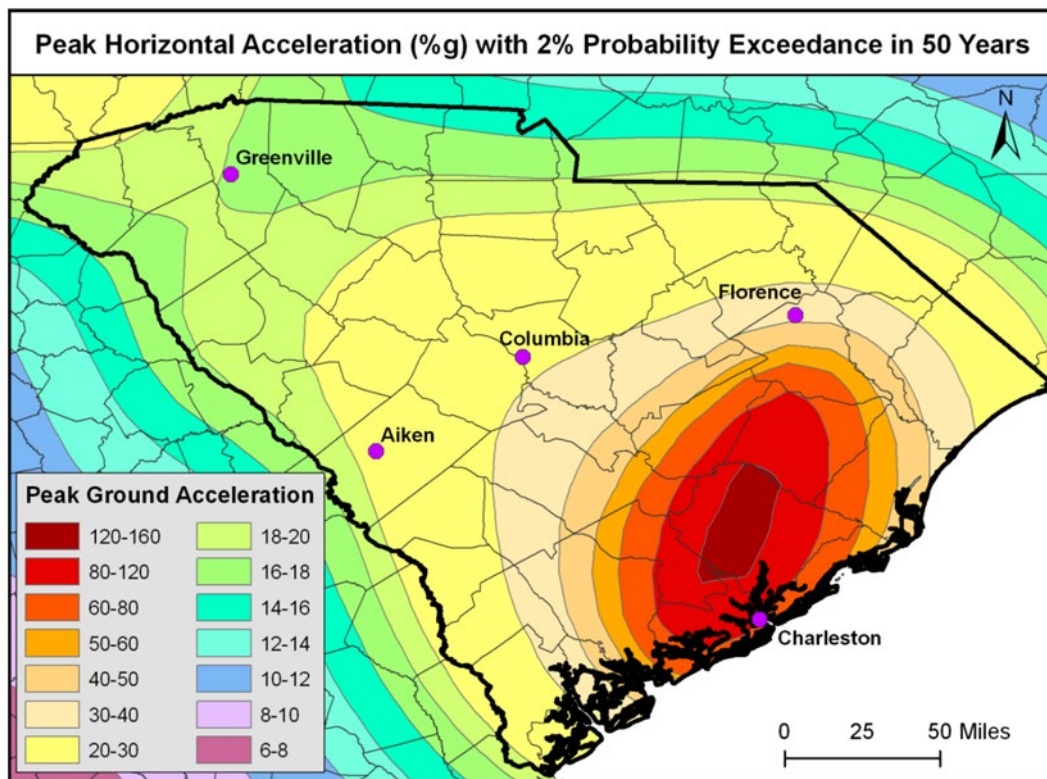 Peak Horizontal Acceleration (%g) with 2% Probability Exceedance in 50 Years
N
Greenville
Florence
Columbia
Aiken
Charleston
Peak Ground Acceleration
120-160
80-120
60-80
50-60
40-50
30-40
20-30
18-20
16-18
14-16
12-14
10-12
8-10
6-8
0 25 50 Miles